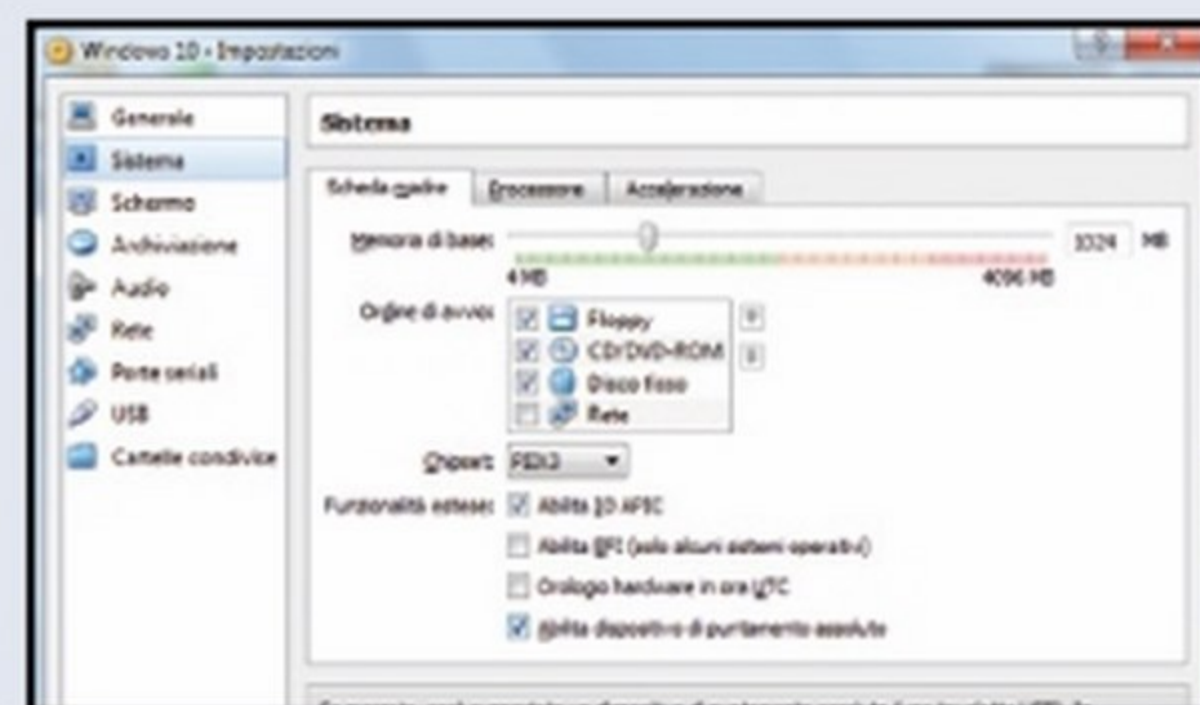 Windows 10 - Impostazioni
Generale
Sistema
Schermo
Archiviazione
Audio
Rete
Porte seriali
USB
Cartelle condivise
Sistema
Scheda madre Processore Accelerazione
Memoria di base: 1024 MB
4 MB 4096 MB
Ordine di avvio: Floppy
CD/DVD-ROM
Disco fisso
Rete
Chipset: PIIX3
Funzionalità estese: Abilita IO APIC
Abilita EFI (solo alcuni sistemi operativi)
Orologio hardware in ora UTC
Abilita dispositivo di puntamento assoluto